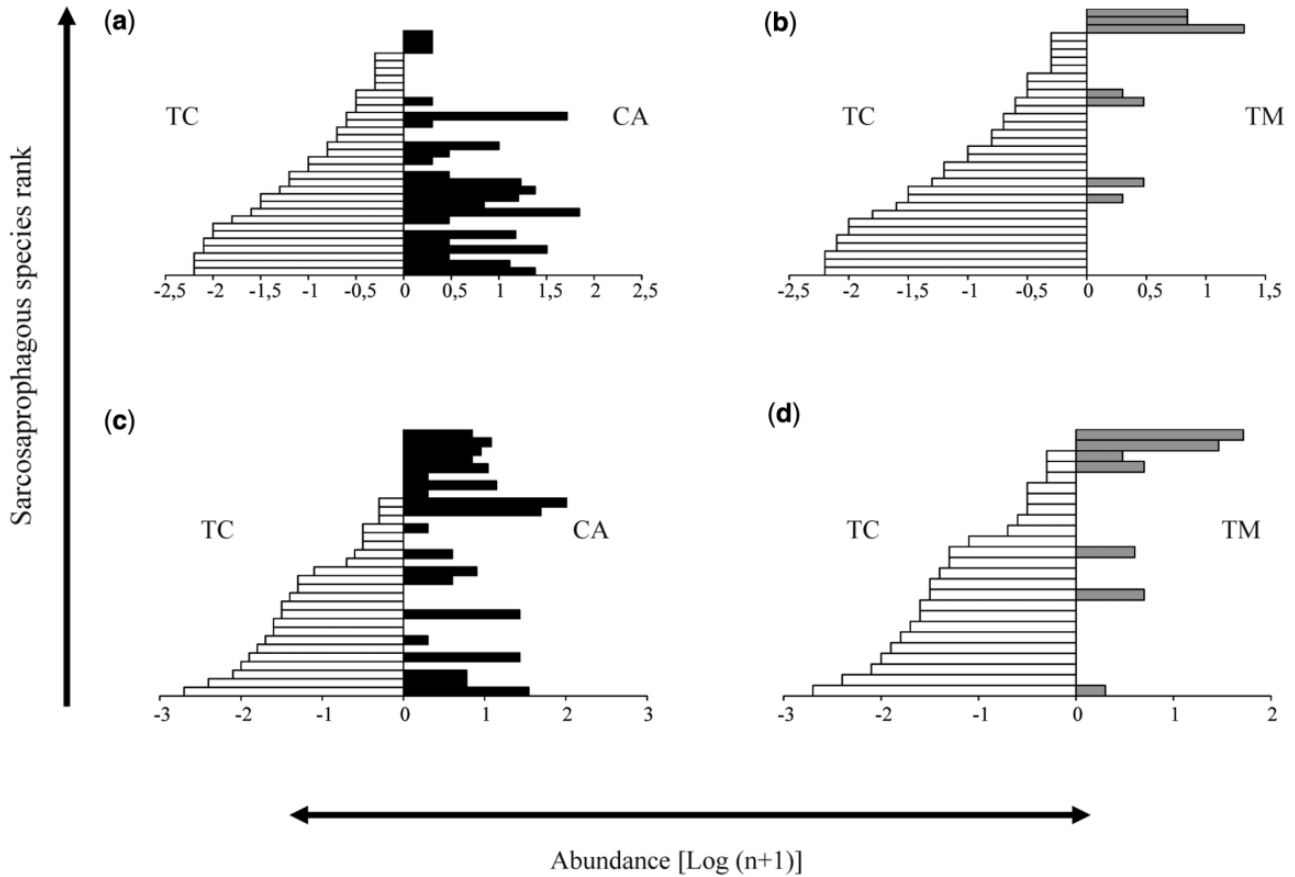 (a)
TC
CA
-2,5 -2 -1,5 -1 -0,5 0 0,5 1 1,5 2 2,5
(b)
TC
TM
-2,5 -2 -1,5 -1 -0,5 0 0,5 1 1,5
Sarcosaprophagous species rank
(c)
TC
CA
-3 -2 -1 0 1 2 3
(d)
TC
TM
-3 -2 -1 0 1 2
Abundance [Log (n+1)]